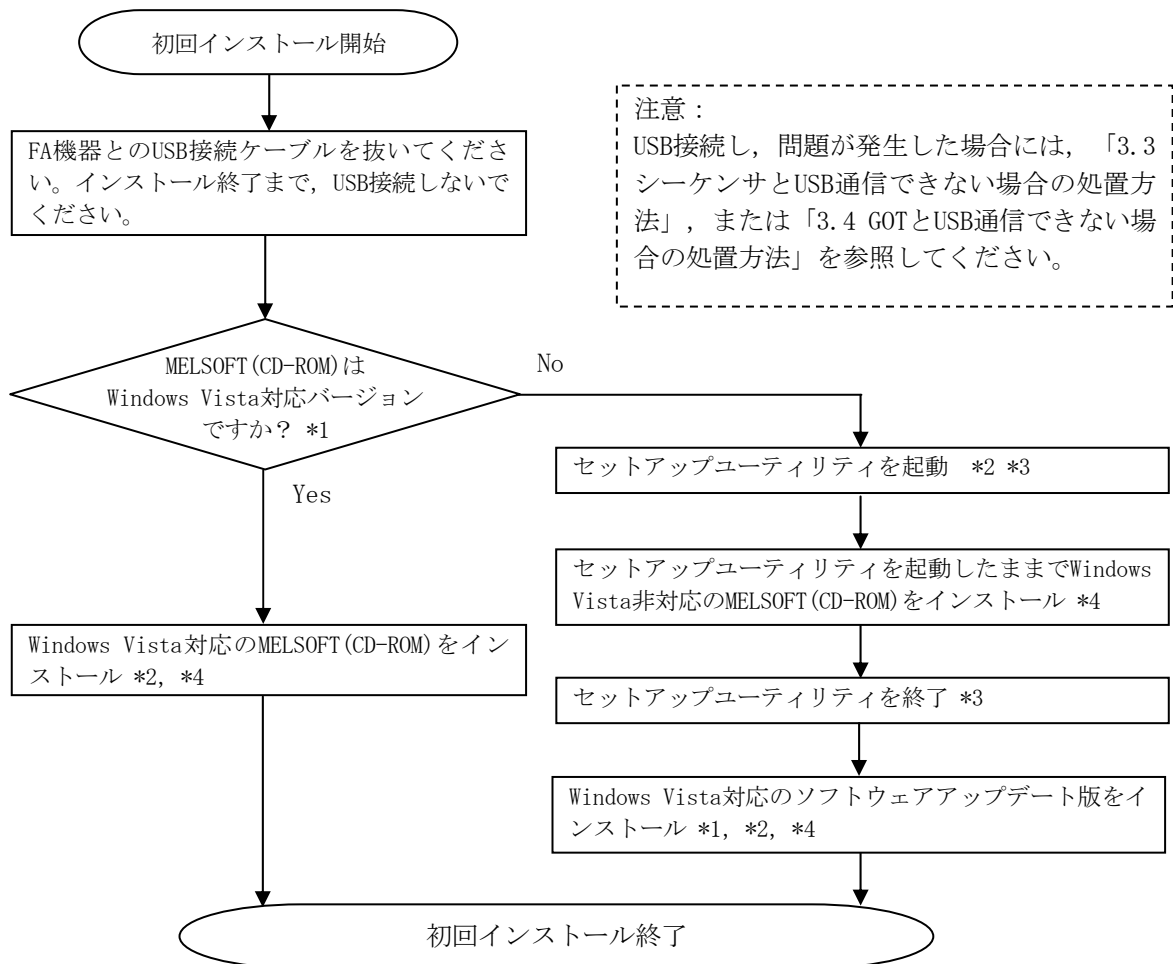 初回インストール開始
FA機器とのUSB接続ケーブルを抜いてくださ
い。インストール終了まで，USB接続しないで
ください。
注意：
USB接続し，問題が発生した場合には，「3.3
シーケンサとUSB通信できない場合の処置方
法」，または「3.4 GOTとUSB通信できない場
合の処置方法」を参照してください。
MELSOFT(CD-ROM)は
Windows Vista対応バージョン
ですか？ *1
No
Yes
セットアップユーティリティを起動 *2 *3
セットアップユーティリティを起動したままでWindows
Vista非対応のMELSOFT(CD-ROM)をインストール *4
Windows Vista対応のMELSOFT(CD-ROM)をイン
ストール *2, *4
セットアップユーティリティを終了 *3
Windows Vista対応のソフトウェアアップデート版をイ
ンストール *1, *2, *4
初回インストール終了